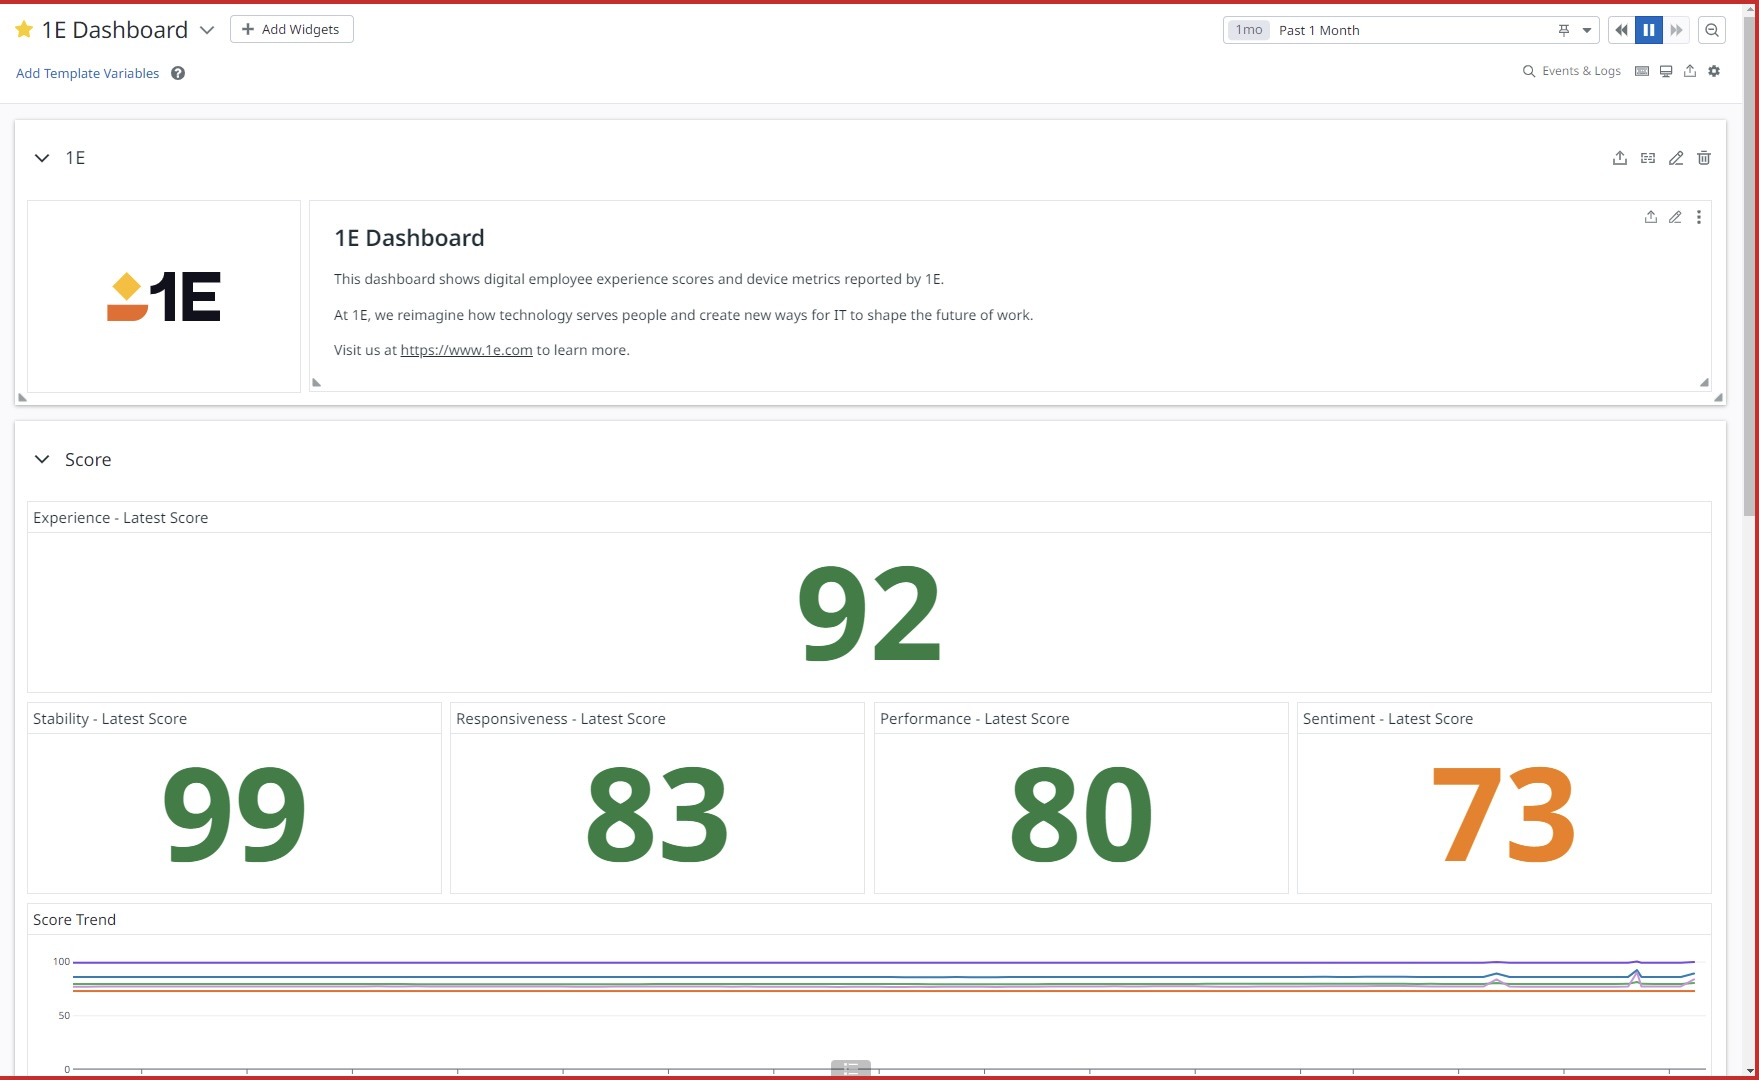 1E Dashboard
Add Widgets
1mo Past 1 Month
Add Template Variables ?
Events & Logs
1E
1E
1E Dashboard
This dashboard shows digital employee experience scores and device metrics reported by 1E.
At 1E, we reimagine how technology serves people and create new ways for IT to shape the future of work.
Visit us at https://www.1e.com to learn more.
Score
Experience - Latest Score
92
Stability - Latest Score
99
Responsiveness - Latest Score
83
Performance - Latest Score
80
Sentiment - Latest Score
73
Score Trend
100
50
0